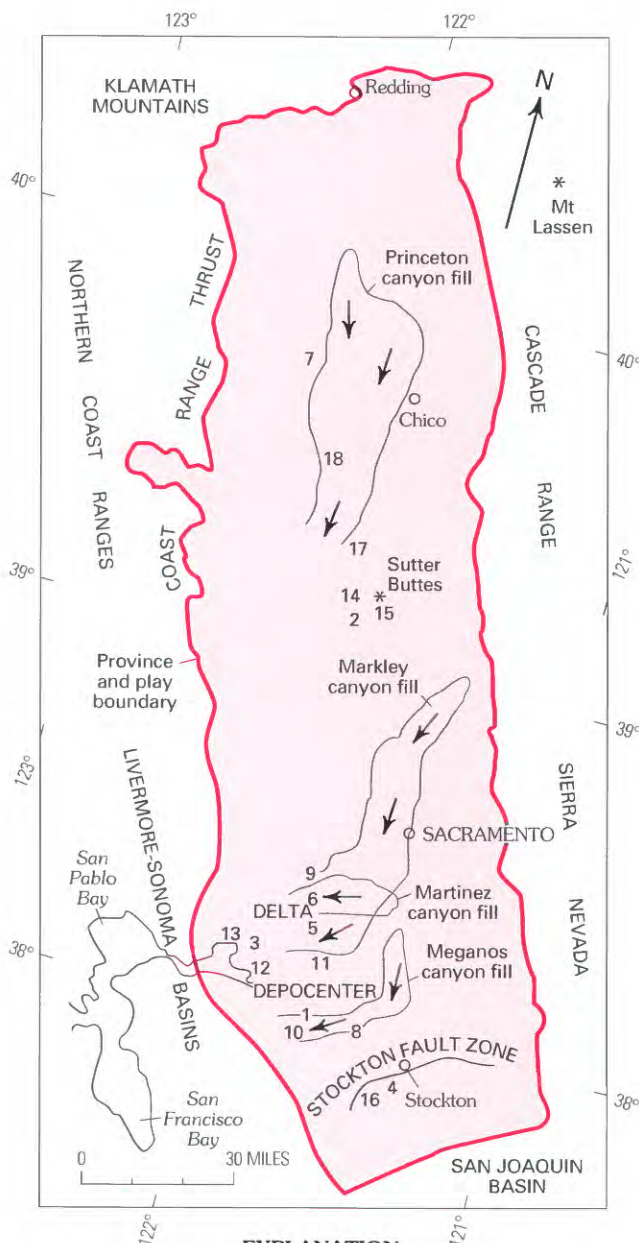 123°
122°
KLAMATH
MOUNTAINS
Redding
N
40°
*
Mt
Lassen
Princeton
canyon fill
THRUST
NORTHERN
COAST
RANGES
RANGE
COAST
7
40°
CASCADE
RANGE
Chico
18
17
39°
Sutter
Buttes
14
*
2
15
121°
Province
and play
boundary
Markley
canyon fill
39°
123°
LIVERMORE-SONOMA
BASINS
SIERRA
NEVADA
SACRAMENTO
San
Pablo
Bay
9
6
DELTA
5
Martinez
canyon fill
13
3
11
12
38°
Meganos
canyon fill
DEPOCENTER
1
10
8
STOCKTON FAULT ZONE
Stockton
16
4
38°
San
Francisco
Bay
0
30 MILES
SAN JOAQUIN
BASIN
122°
121°
EXPLANATION